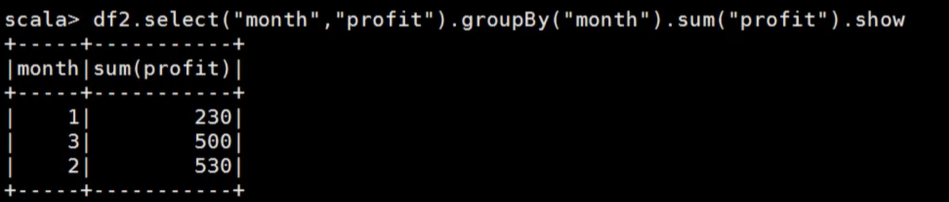 scala> df2.select("month","profit").groupBy("month").sum("profit").show
+-----+-----------+
|month|sum(profit)|
+-----+-----------+
|    1|        230|
|    3|        500|
|    2|        530|
+-----+-----------+